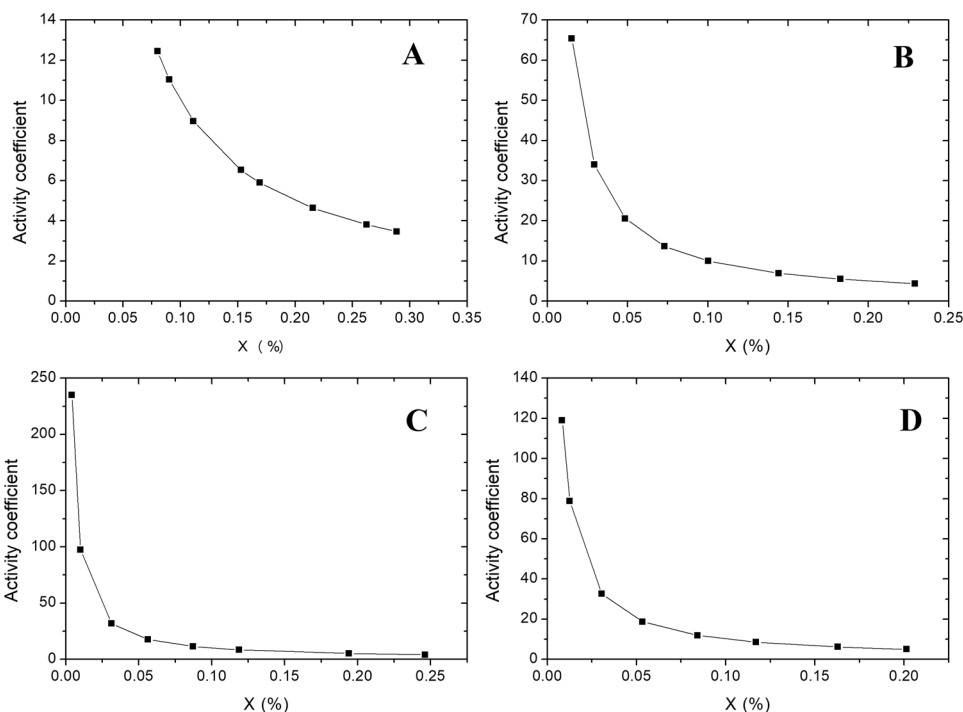 A
Activity coefficient
14
12
10
8
6
4
2
0
0.00 0.05 0.10 0.15 0.20 0.25 0.30 0.35
X ( %)
B
Activity coefficient
70
60
50
40
30
20
10
0
0.00 0.05 0.10 0.15 0.20 0.25
X (%)
C
Activity coefficient
250
200
150
100
50
0
0.00 0.05 0.10 0.15 0.20 0.25
X (%)
D
Activity coefficient
140
120
100
80
60
40
20
0
0.00 0.05 0.10 0.15 0.20
X (%)